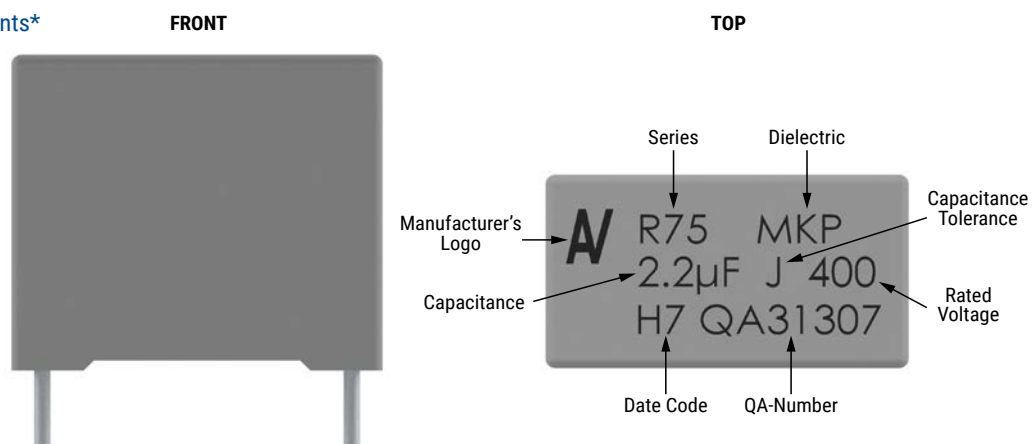 nts*
FRONT
TOP
Series
Dielectric
Capacitance
Tolerance
Manufacturer's
Logo
R75 MKP
2.2µF J 400
H7 QA31307
Capacitance
Rated
Voltage
Date Code
QA-Number